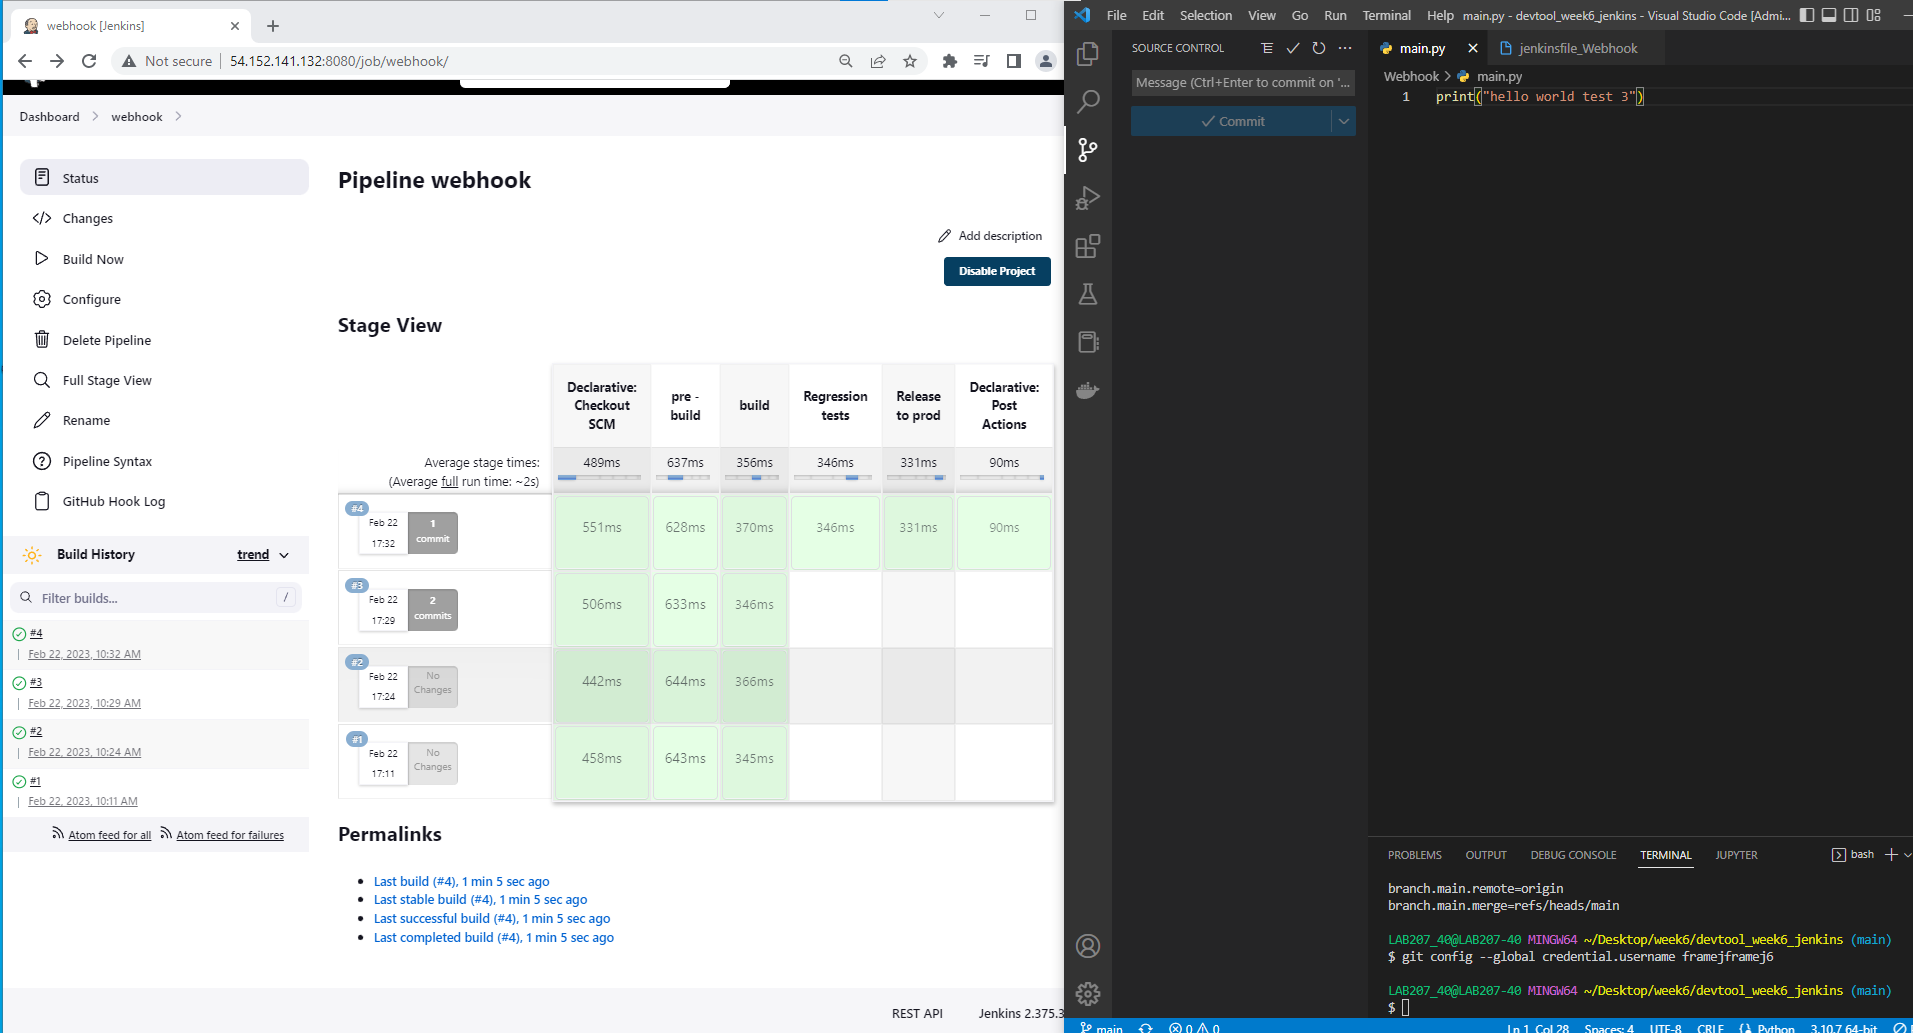 webhook [Jenkins]
Not secure
54.152.141.132:8080/job/webhook/
Dashboard
webhook
Status
Changes
Build Now
Configure
Delete Pipeline
Full Stage View
Rename
Pipeline Syntax
GitHub Hook Log
Build History
trend
Filter builds...
/
#4
Feb 22, 2023, 10:32 AM
#3
Feb 22, 2023, 10:29 AM
#2
Feb 22, 2023, 10:24 AM
#1
Feb 22, 2023, 10:11 AM
Atom feed for all
Atom feed for failures
Pipeline webhook
Add description
Disable Project
Stage View
Declarative:
Checkout
SCM
pre -
build
build
Regression
tests
Release
to prod
Declarative:
Post
Actions
Average stage times:
(Average full run time: ~2s)
489ms
637ms
356ms
346ms
331ms
90ms
#4
Feb 22
17:32
1
commit
551ms
628ms
370ms
346ms
331ms
90ms
#3
Feb 22
17:29
2
commits
506ms
633ms
346ms
#2
Feb 22
17:24
No
Changes
442ms
644ms
366ms
#1
Feb 22
17:11
No
Changes
458ms
643ms
345ms
Permalinks
Last build (#4), 1 min 5 sec ago
Last stable build (#4), 1 min 5 sec ago
Last successful build (#4), 1 min 5 sec ago
Last completed build (#4), 1 min 5 sec ago
REST API
Jenkins 2.375.3
File Edit Selection View Go Run Terminal Help
main.py - devtool_week6_jenkins - Visual Studio Code [Admi...
SOURCE CONTROL
Message (Ctrl+Enter to commit on '...
Commit
main.py
jenkinsfile_Webhook
Webhook > main.py
1 print("hello world test 3")
PROBLEMS OUTPUT DEBUG CONSOLE TERMINAL JUPYTER
bash
branch.main.remote=origin
branch.main.merge=refs/heads/main
LAB207_40@LAB207-40 MINGW64 ~/Desktop/week6/devtool_week6_jenkins (main)
$ git config --global credential.username framejframej6
LAB207_40@LAB207-40 MINGW64 ~/Desktop/week6/devtool_week6_jenkins (main)
$
main
0
0
Ln 1, Col 28
Spaces: 4
UTF-8
CRLF
Python
3.10.7 64-bit